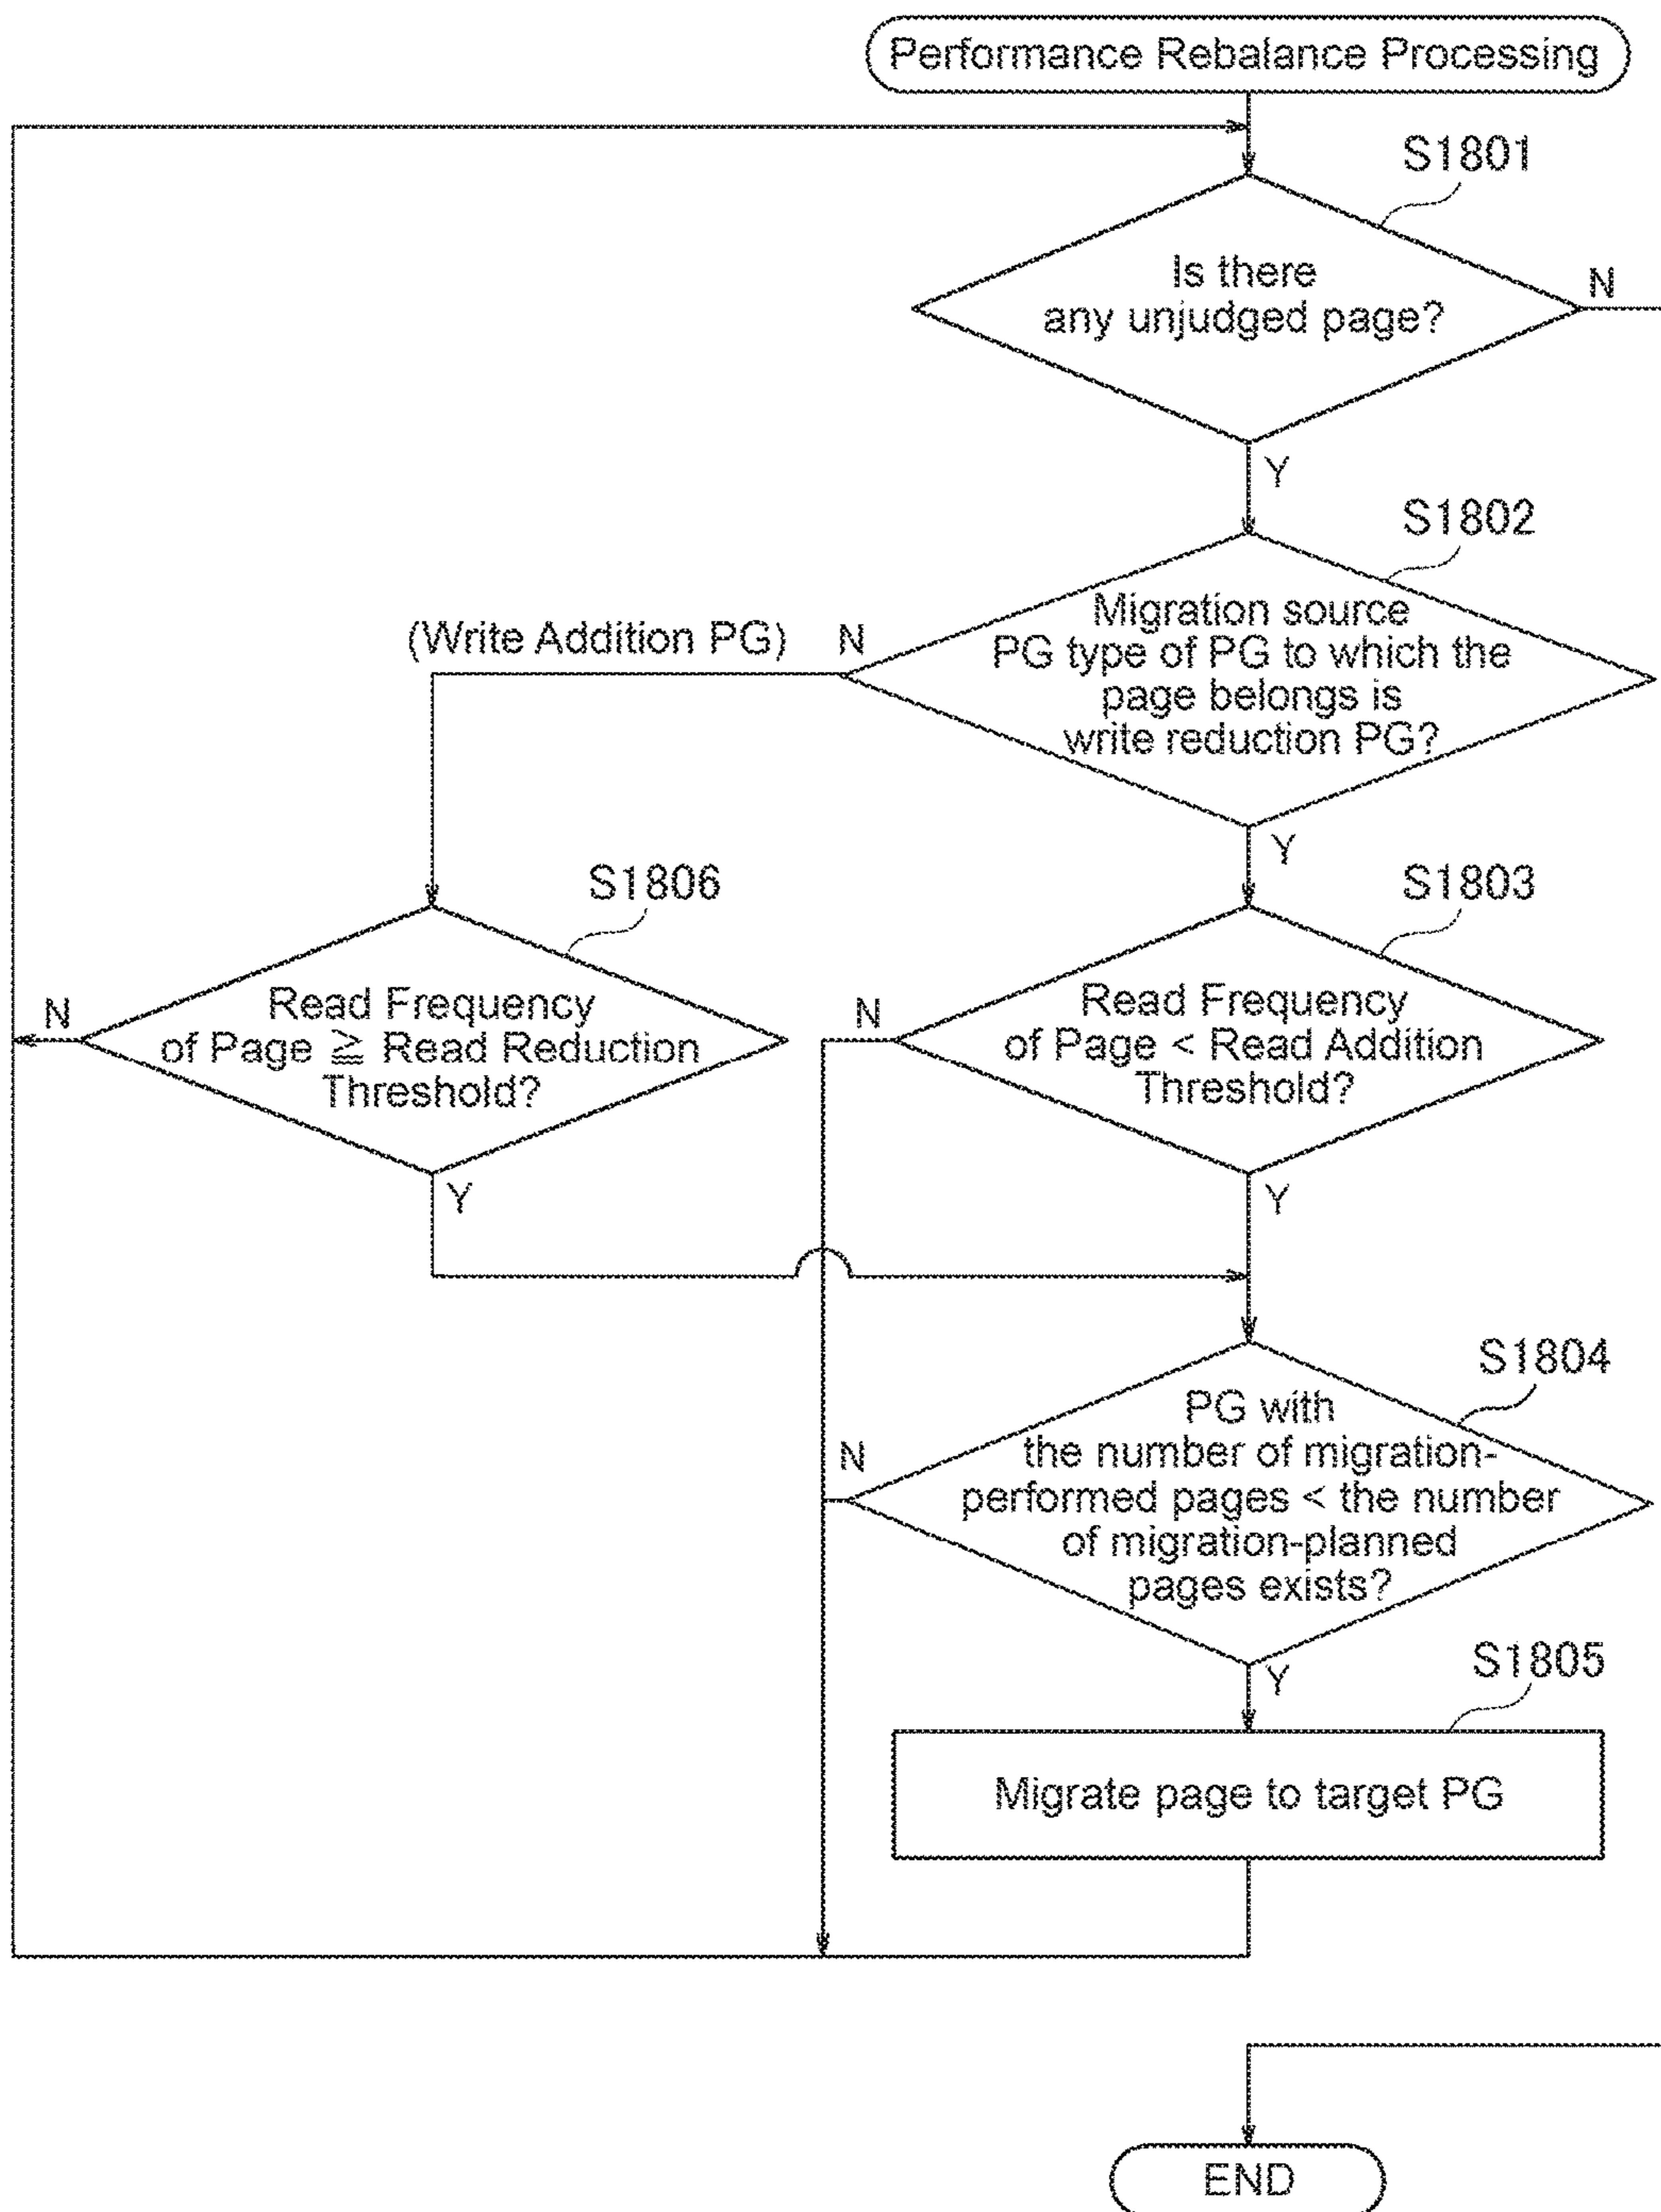 Performance Rebalance Processing
S1801
Is there
any unjudged page?
N
Y
S1802
Migration source
PG type of PG to which the
page belongs is
write reduction PG?
(Write Addition PG)
N
Y
S1806
Read Frequency
of Page ≧ Read Reduction
Threshold?
N
Y
S1803
Read Frequency
of Page < Read Addition
Threshold?
N
Y
S1804
PG with
the number of migration-
performed pages < the number
of migration-planned
pages exists?
N
Y
S1805
Migrate page to target PG
END